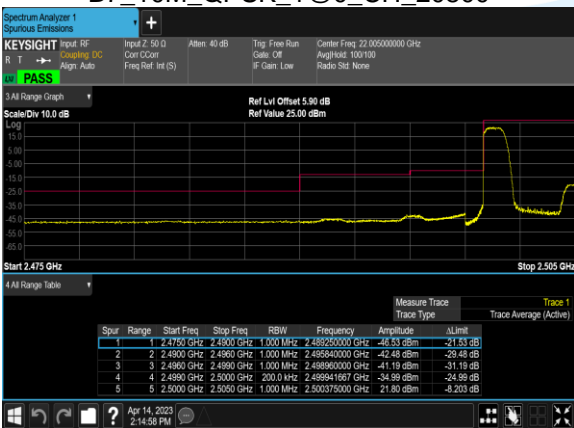 Spectrum Analyzer 1
Spurious Emissions
+
KEYSIGHT Input: RF Input Z: 50 Ω Atten: 40 dB Trig: Free Run Center Freq: 22.005000000 GHz
R T Coupling: DC Corr CCorr Gate: Off Avg|Hold: 100/100
Align: Auto Freq Ref: Int (S) IF Gain: Low Radio Std: None
PASS
3 All Range Graph Ref Lvl Offset 5.90 dB
Scale/Div 10.0 dB Ref Value 25.00 dBm
Log
15.0
5.00
-5.00
-15.0
-25.0
-35.0
-45.0
-55.0
-65.0
Start 2.475 GHz Stop 2.505 GHz
4 All Range Table
Measure Trace Trace 1
Trace Type Trace Average (Active)
Spur Range Start Freq Stop Freq RBW Frequency Amplitude ΔLimit
1 1 2.4750 GHz 2.4900 GHz 1.000 MHz 2.489250000 GHz -46.53 dBm -21.53 dB
2 2 2.4900 GHz 2.4960 GHz 1.000 MHz 2.495840000 GHz -42.48 dBm -29.48 dB
3 3 2.4960 GHz 2.4990 GHz 1.000 MHz 2.498960000 GHz -41.19 dBm -31.19 dB
4 4 2.4990 GHz 2.5000 GHz 200.0 kHz 2.499941667 GHz -34.99 dBm -24.99 dB
5 5 2.5000 GHz 2.5050 GHz 1.000 MHz 2.500375000 GHz 21.80 dBm -8.203 dB
? Apr 14, 2023
2:14:58 PM